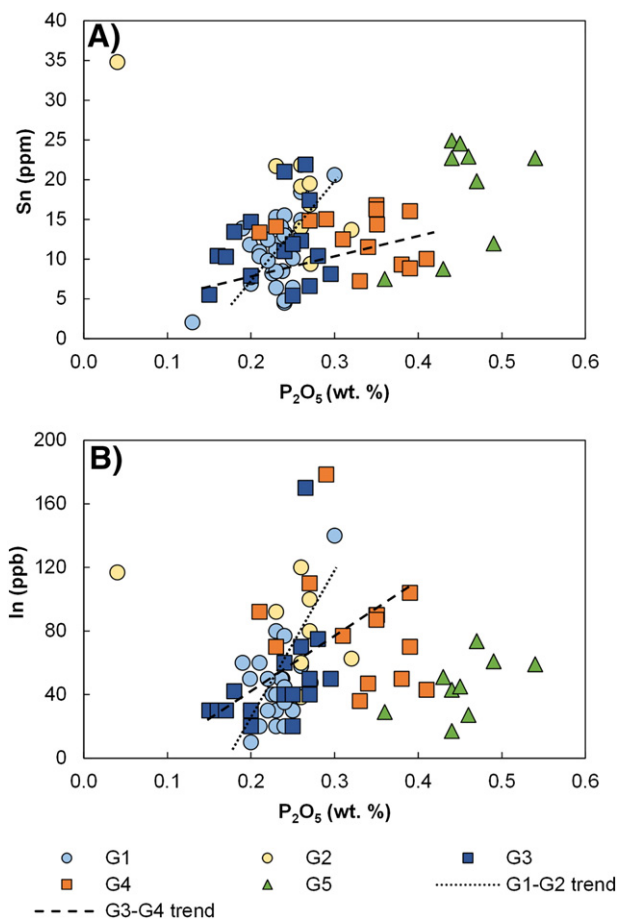 A)
40
35
30
25
20
15
10
5
0
Sn (ppm)
0.0 0.1 0.2 0.3 0.4 0.5 0.6
P₂O₅ (wt. %)
B)
200
160
120
80
40
0
In (ppb)
0.0 0.1 0.2 0.3 0.4 0.5 0.6
P₂O₅ (wt. %)
G1 G2 G3
G4 G5 G1-G2 trend
G3-G4 trend